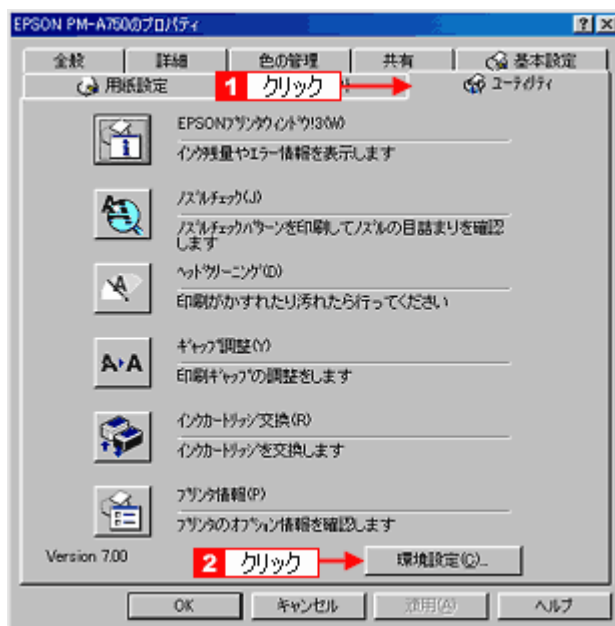 EPSON PM-A750のプロパティ
全般 詳細 色の管理 共有 基本設定
用紙設定 1 クリック ユーティリティ
EPSONプリンタウィンドウ!3(W)
インク残量やエラー情報を表示します
ノズルチェック(J)
ノズルチェックパターンを印刷してノズルの目詰まりを確認
します
ヘッドクリーニング(D)
印刷がかすれたり汚れたら行ってください
ギャップ調整(Y)
印刷ギャップの調整をします
インクカートリッジ交換(R)
インクカートリッジを交換します
プリンタ情報(P)
プリンタのオプション情報を確認します
Version 7.00 2 クリック 環境設定(C)...
OK キャンセル 適用(A) ヘルプ